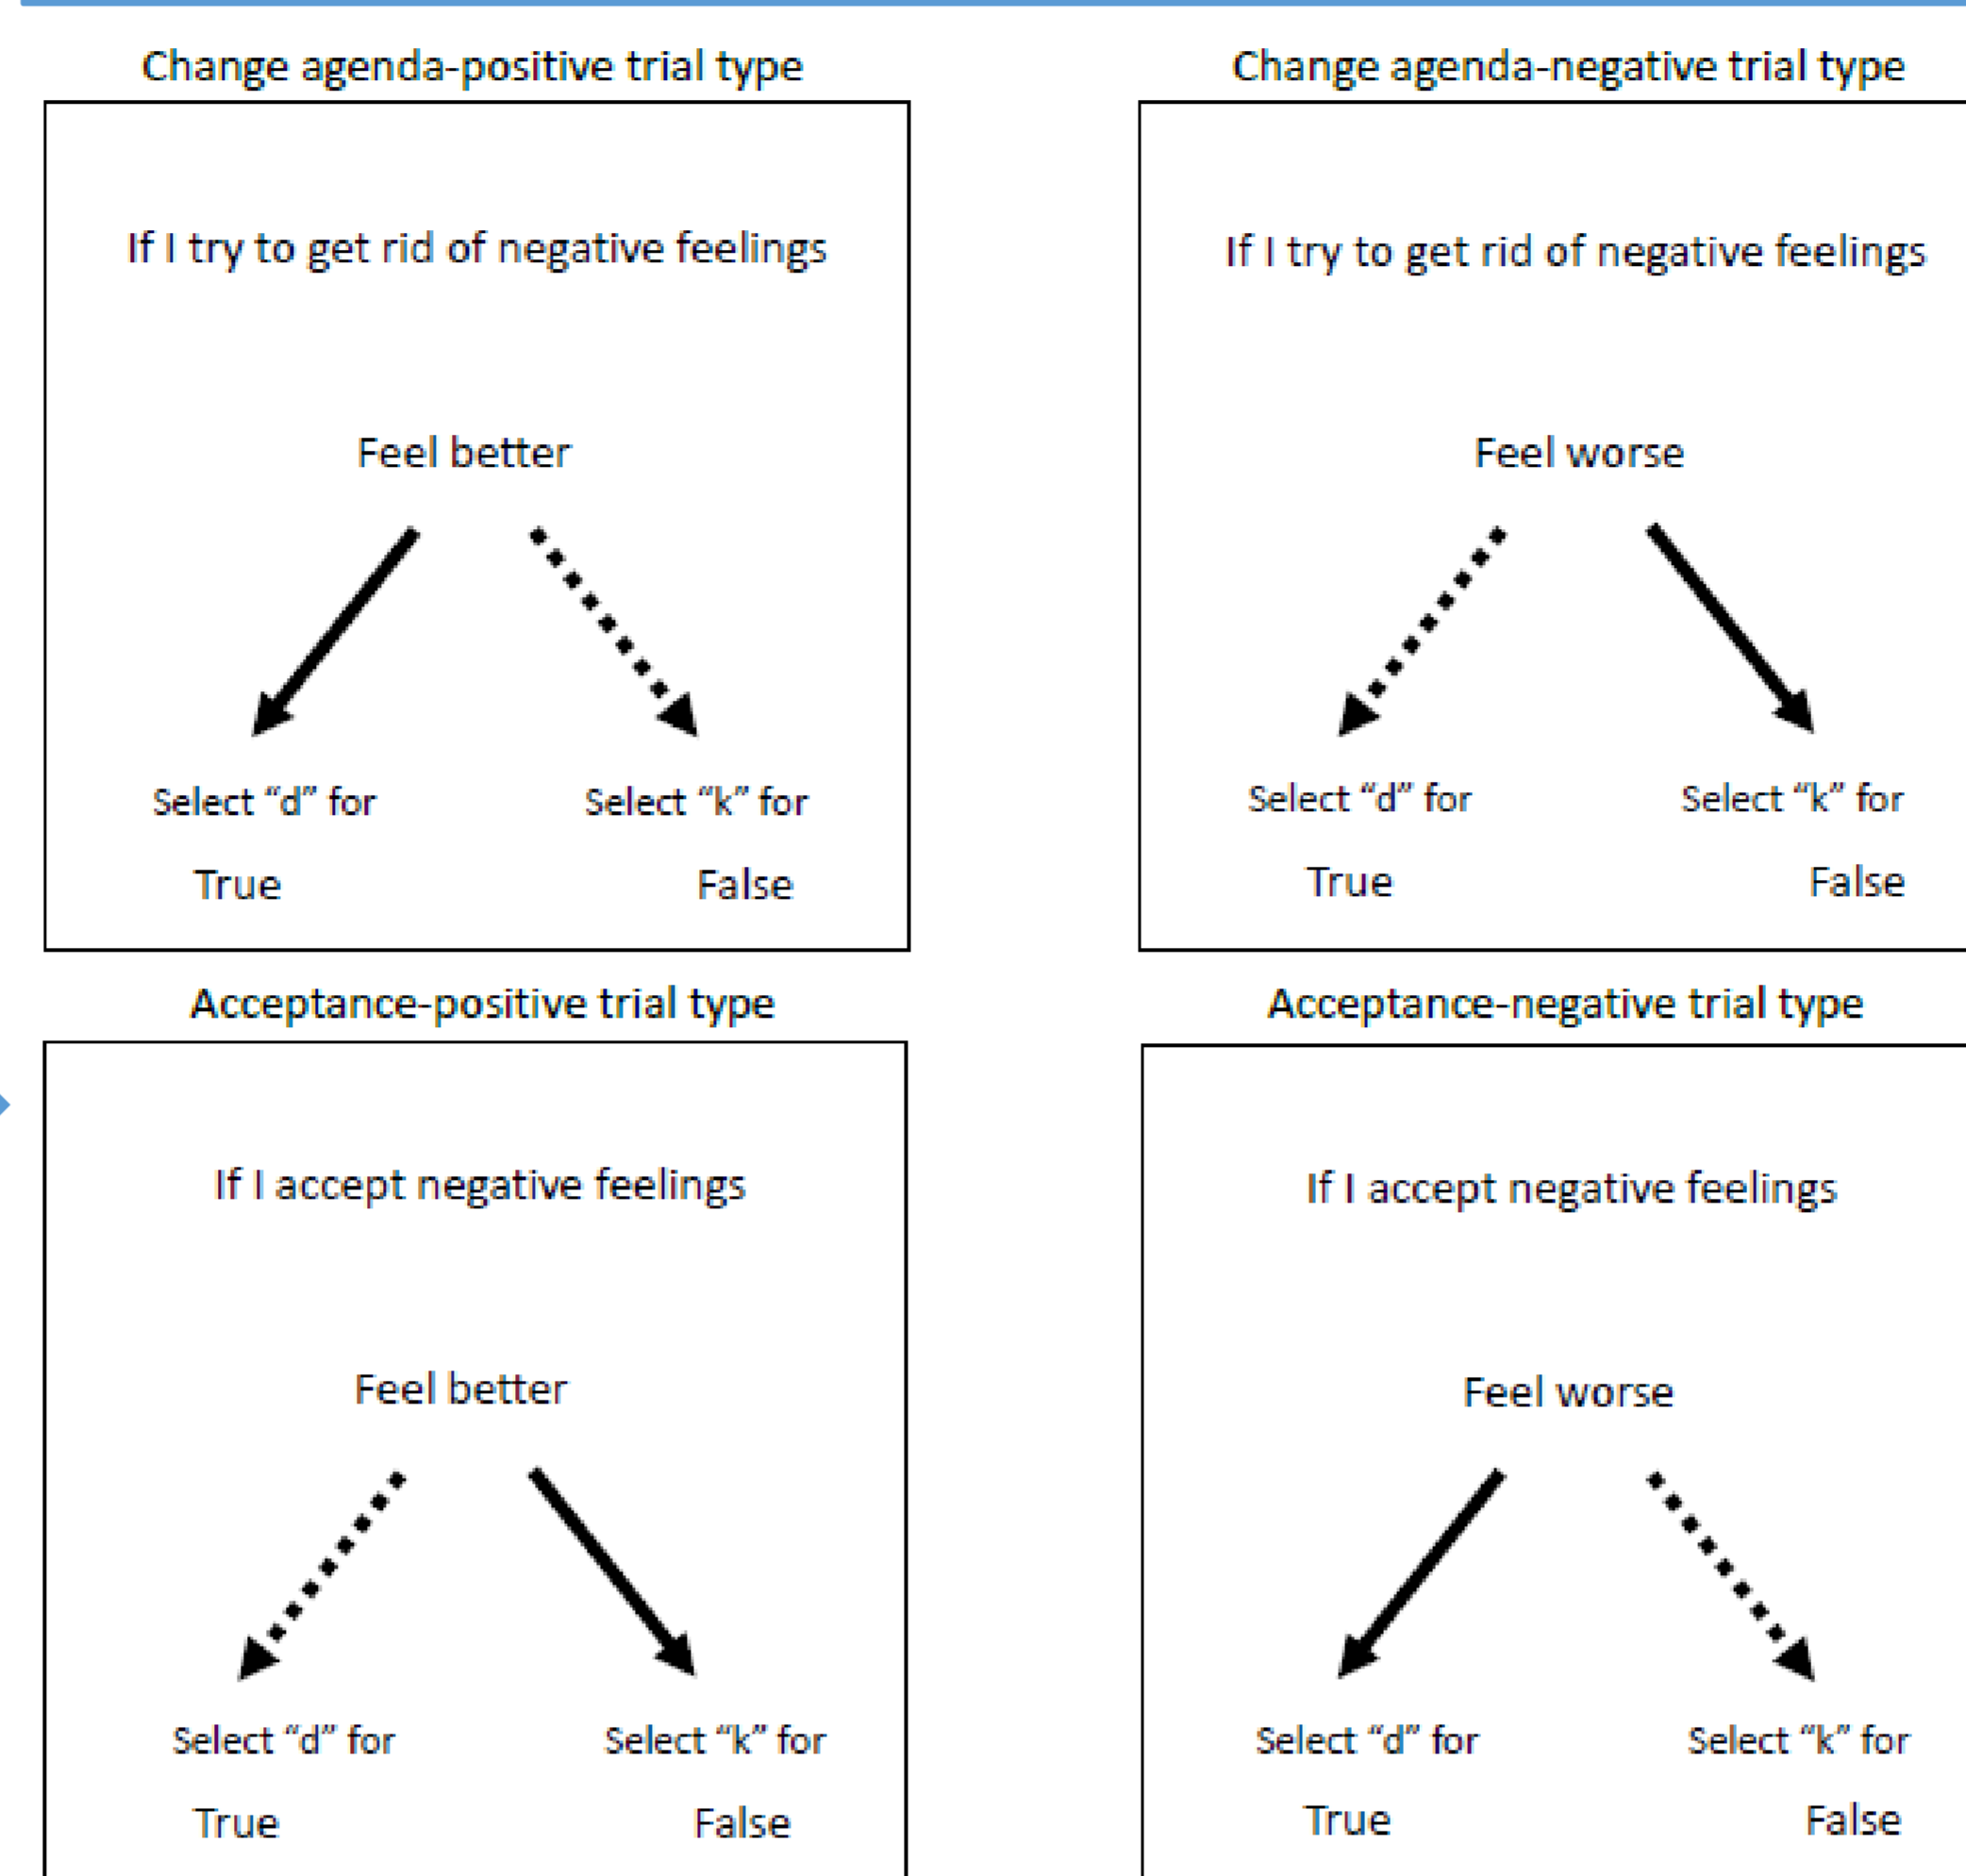 Change agenda-positive trial type
If I try to get rid of negative feelings
Feel better
Select “d” for
Select “k” for
True
False
Change agenda-negative trial type
If I try to get rid of negative feelings
Feel worse
Select “d” for
Select “k” for
True
False
Acceptance-positive trial type
If I accept negative feelings
Feel better
Select “d” for
Select “k” for
True
False
Acceptance-negative trial type
If I accept negative feelings
Feel worse
Select “d” for
Select “k” for
True
False